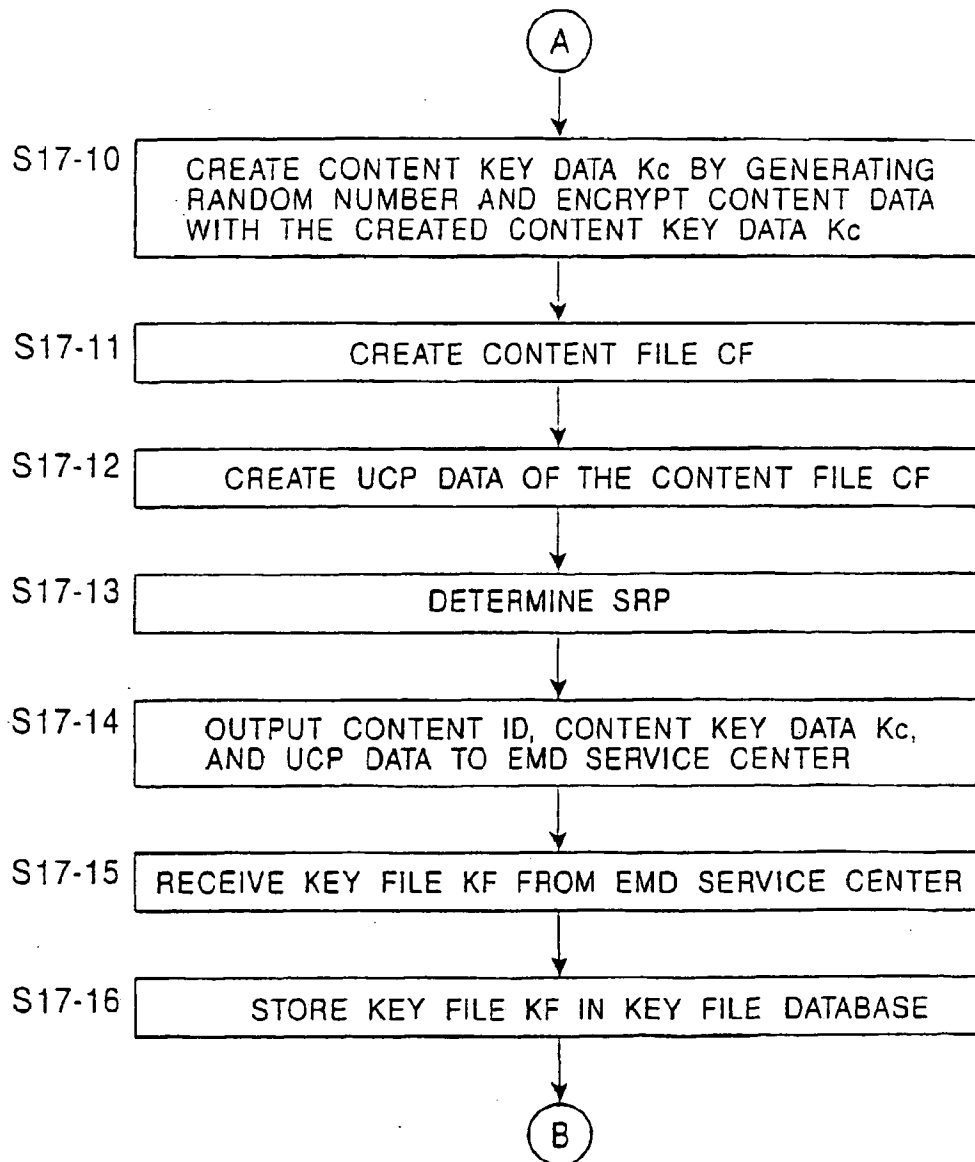 A
S17-10
CREATE CONTENT KEY DATA Kc BY GENERATING
RANDOM NUMBER AND ENCRYPT CONTENT DATA
WITH THE CREATED CONTENT KEY DATA Kc
S17-11
CREATE CONTENT FILE CF
S17-12
CREATE UCP DATA OF THE CONTENT FILE CF
S17-13
DETERMINE SRP
S17-14
OUTPUT CONTENT ID, CONTENT KEY DATA Kc,
AND UCP DATA TO EMD SERVICE CENTER
S17-15
RECEIVE KEY FILE KF FROM EMD SERVICE CENTER
S17-16
STORE KEY FILE KF IN KEY FILE DATABASE
B